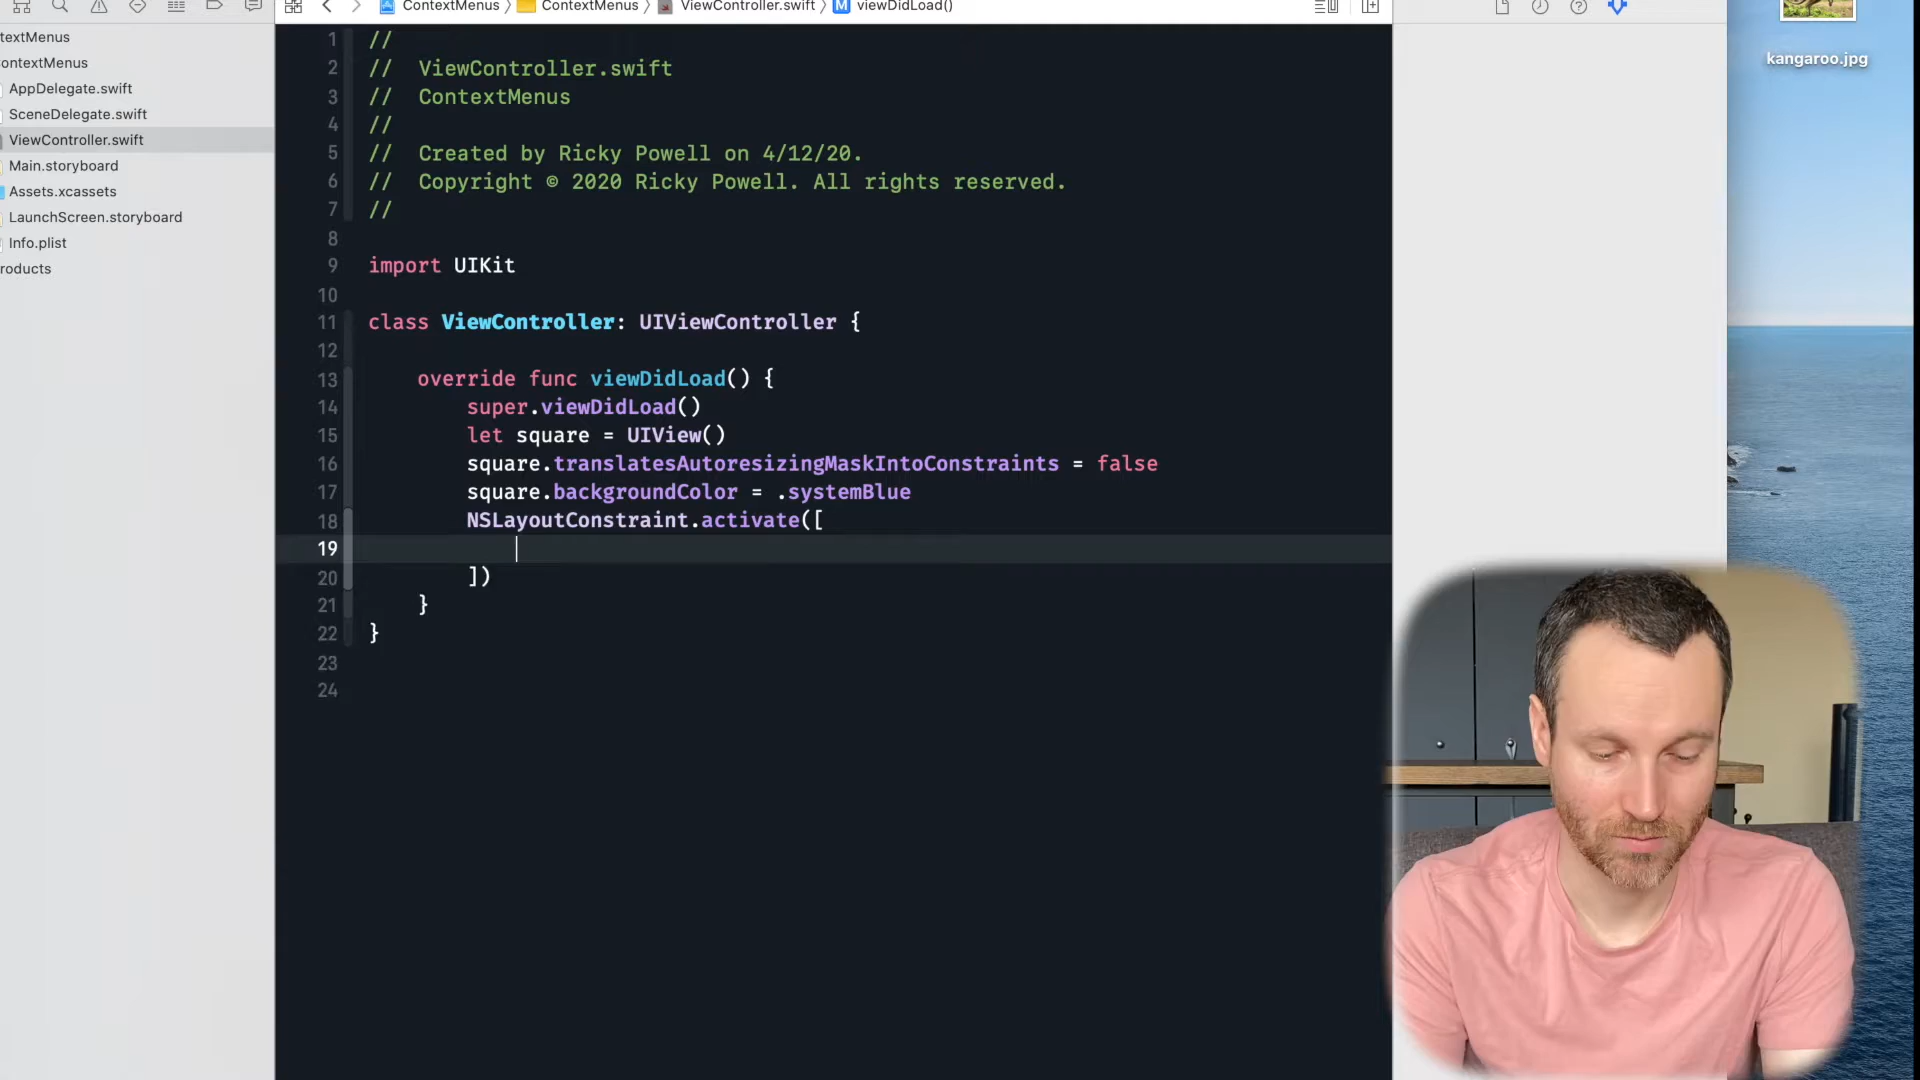 ContextMenus 〉 ContextMenus 〉 ViewController.swift 〉 M viewDidLoad()
textMenus
ontextMenus
AppDelegate.swift
SceneDelegate.swift
ViewController.swift
Main.storyboard
Assets.xcassets
LaunchScreen.storyboard
Info.plist
roducts
1 //
2 //  ViewController.swift
3 //  ContextMenus
4 //
5 //  Created by Ricky Powell on 4/12/20.
6 //  Copyright © 2020 Ricky Powell. All rights reserved.
7 //
8
9 import UIKit
10
11 class ViewController: UIViewController {
12
13     override func viewDidLoad() {
14         super.viewDidLoad()
15         let square = UIView()
16         square.translatesAutoresizingMaskIntoConstraints = false
17         square.backgroundColor = .systemBlue
18         NSLayoutConstraint.activate([
19
20         ])
21     }
22 }
23
24
kangaroo.jpg